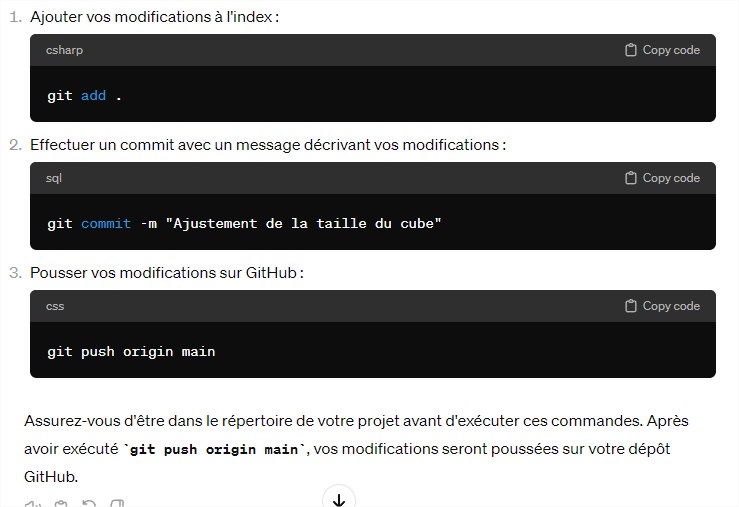 1. Ajouter vos modifications à l'index :
csharp Copy code
git add .
2. Effectuer un commit avec un message décrivant vos modifications :
sql Copy code
git commit -m "Ajustement de la taille du cube"
3. Pousser vos modifications sur GitHub :
css Copy code
git push origin main
Assurez-vous d'être dans le répertoire de votre projet avant d'exécuter ces commandes. Après
avoir exécuté `git push origin main`, vos modifications seront poussées sur votre dépôt
GitHub.